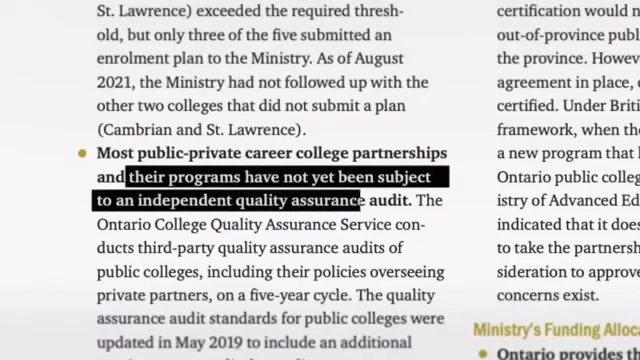 St. Lawrence) exceeded the required thresh-
old, but only three of the five submitted an
enrolment plan to the Ministry. As of August
2021, the Ministry had not followed up with the
other two colleges that did not submit a plan
(Cambrian and St. Lawrence).
• Most public-private career college partnerships
and their programs have not yet been subject
to an independent quality assurance audit. The
Ontario College Quality Assurance Service con-
ducts third-party quality assurance audits of
public colleges, including their policies overseeing
private partners, on a five-year cycle. The quality
assurance audit standards for public colleges were
updated in May 2019 to include an additional
certification would n
out-of-province publ
the province. Howev
agreement in place,
certified. Under Briti
framework, when the
a new program that l
Ontario public colleg
istry of Advanced Ed
indicated that it does
to take the partnersh
sideration to approve
concerns exist.
Ministry's Funding Alloca
• Ontario provides th